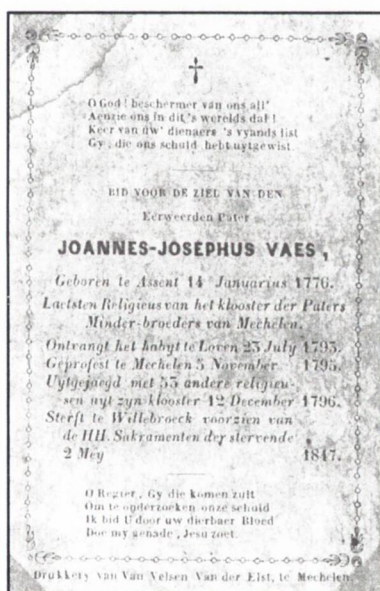 O God! beschermer van ons all'
Aenzie ons in dit 's werelds dal!
Keer van uw' dienaers 's vyands list
Gy, die ons schuld hebt uytgewist.
BID VOOR DE ZIEL VAN DEN
Eerweerden Pater
JOANNES-JOSEPHUS VAES,
Geboren te Assent 14 Januarius 1776.
Laetsten Religieus van het klooster der Paters
Minder-broeders van Mechelen.
Ontvangt het habyt te Loven 23 July 1793.
Geprofest te Mechelen 5 November 1795.
Uytgejaegd met 53 andere religieu-
sen uyt zyn klooster 12 December 1796.
Sterft te Willebroeck voorzien van
de HH. Sakramenten der stervende
2 Mey 1847.
O Regter, Gy die komen zult
Om te onderzoeken onze schuld
Ik bid U door uw dierbaer Bloed
Doe my genade, Jesu zoet.
Drukkery van Van Velsen Van der Elst, te Mechelen